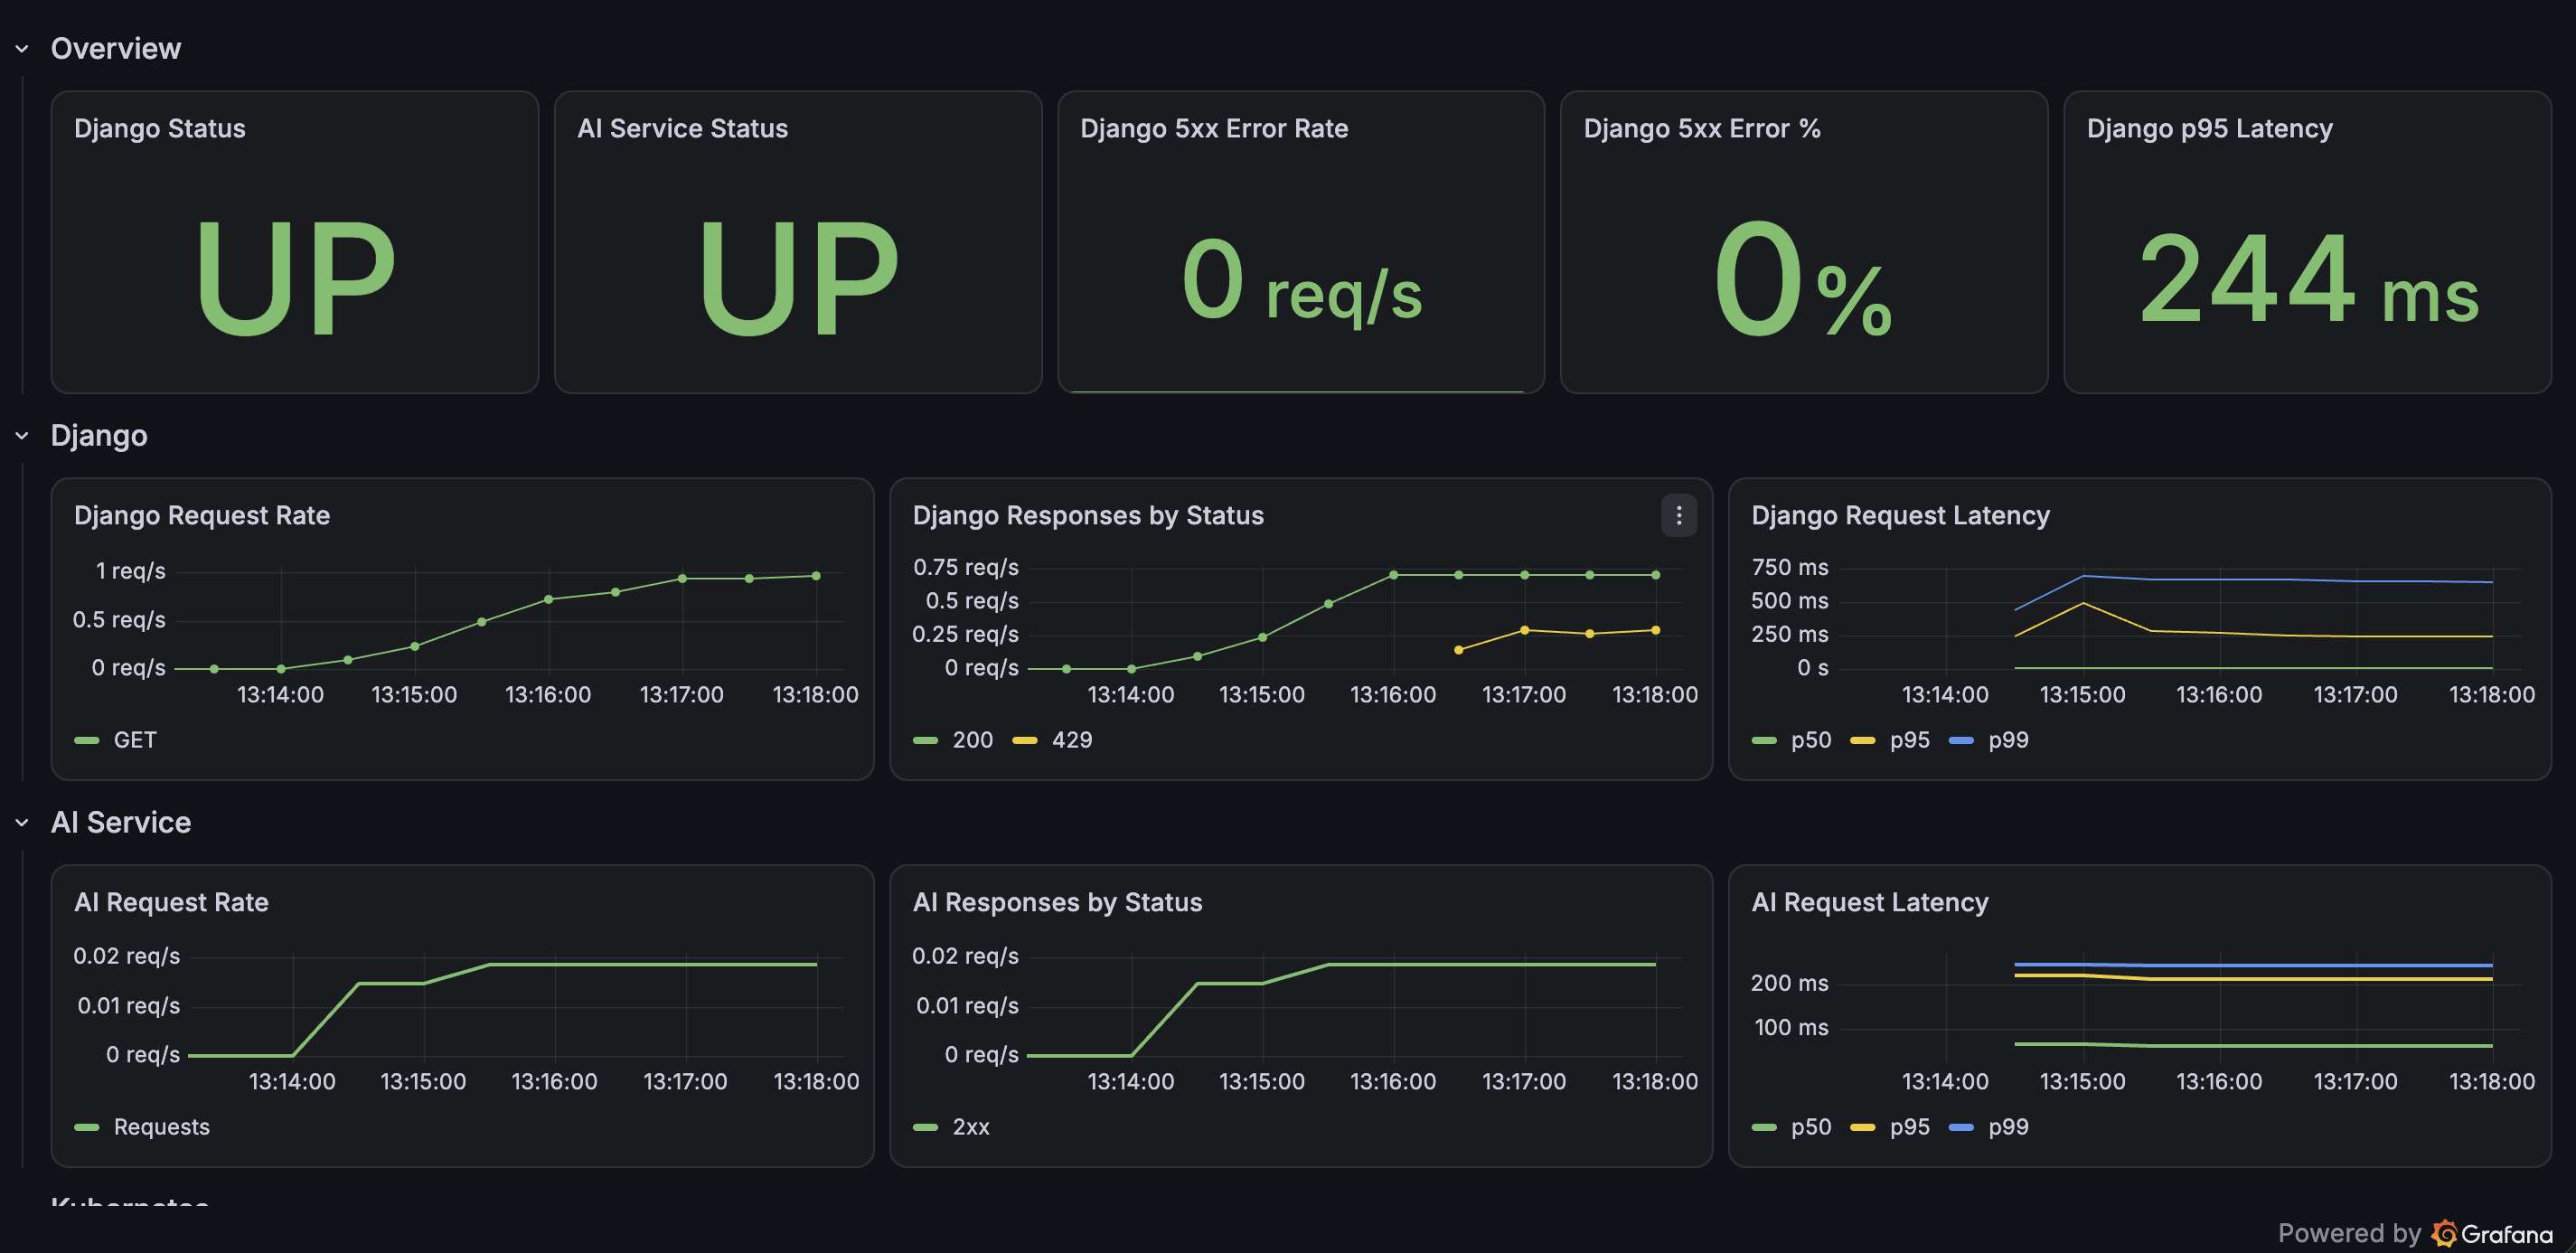 Overview
Django Status
AI Service Status
Django 5xx Error Rate
Django 5xx Error %
Django p95 Latency
UP
UP
0 req/s
0%
244 ms
Django
Django Request Rate
1 req/s
0.5 req/s
0 req/s
13:14:00 13:15:00 13:16:00 13:17:00 13:18:00
GET
Django Responses by Status
0.75 req/s
0.5 req/s
0.25 req/s
0 req/s
13:14:00 13:15:00 13:16:00 13:17:00 13:18:00
200 429
Django Request Latency
750 ms
500 ms
250 ms
0 s
13:14:00 13:15:00 13:16:00 13:17:00 13:18:00
p50 p95 p99
AI Service
AI Request Rate
0.02 req/s
0.01 req/s
0 req/s
13:14:00 13:15:00 13:16:00 13:17:00 13:18:00
Requests
AI Responses by Status
0.02 req/s
0.01 req/s
0 req/s
13:14:00 13:15:00 13:16:00 13:17:00 13:18:00
2xx
AI Request Latency
200 ms
100 ms
13:14:00 13:15:00 13:16:00 13:17:00 13:18:00
p50 p95 p99
Kubernetes
Powered by Grafana